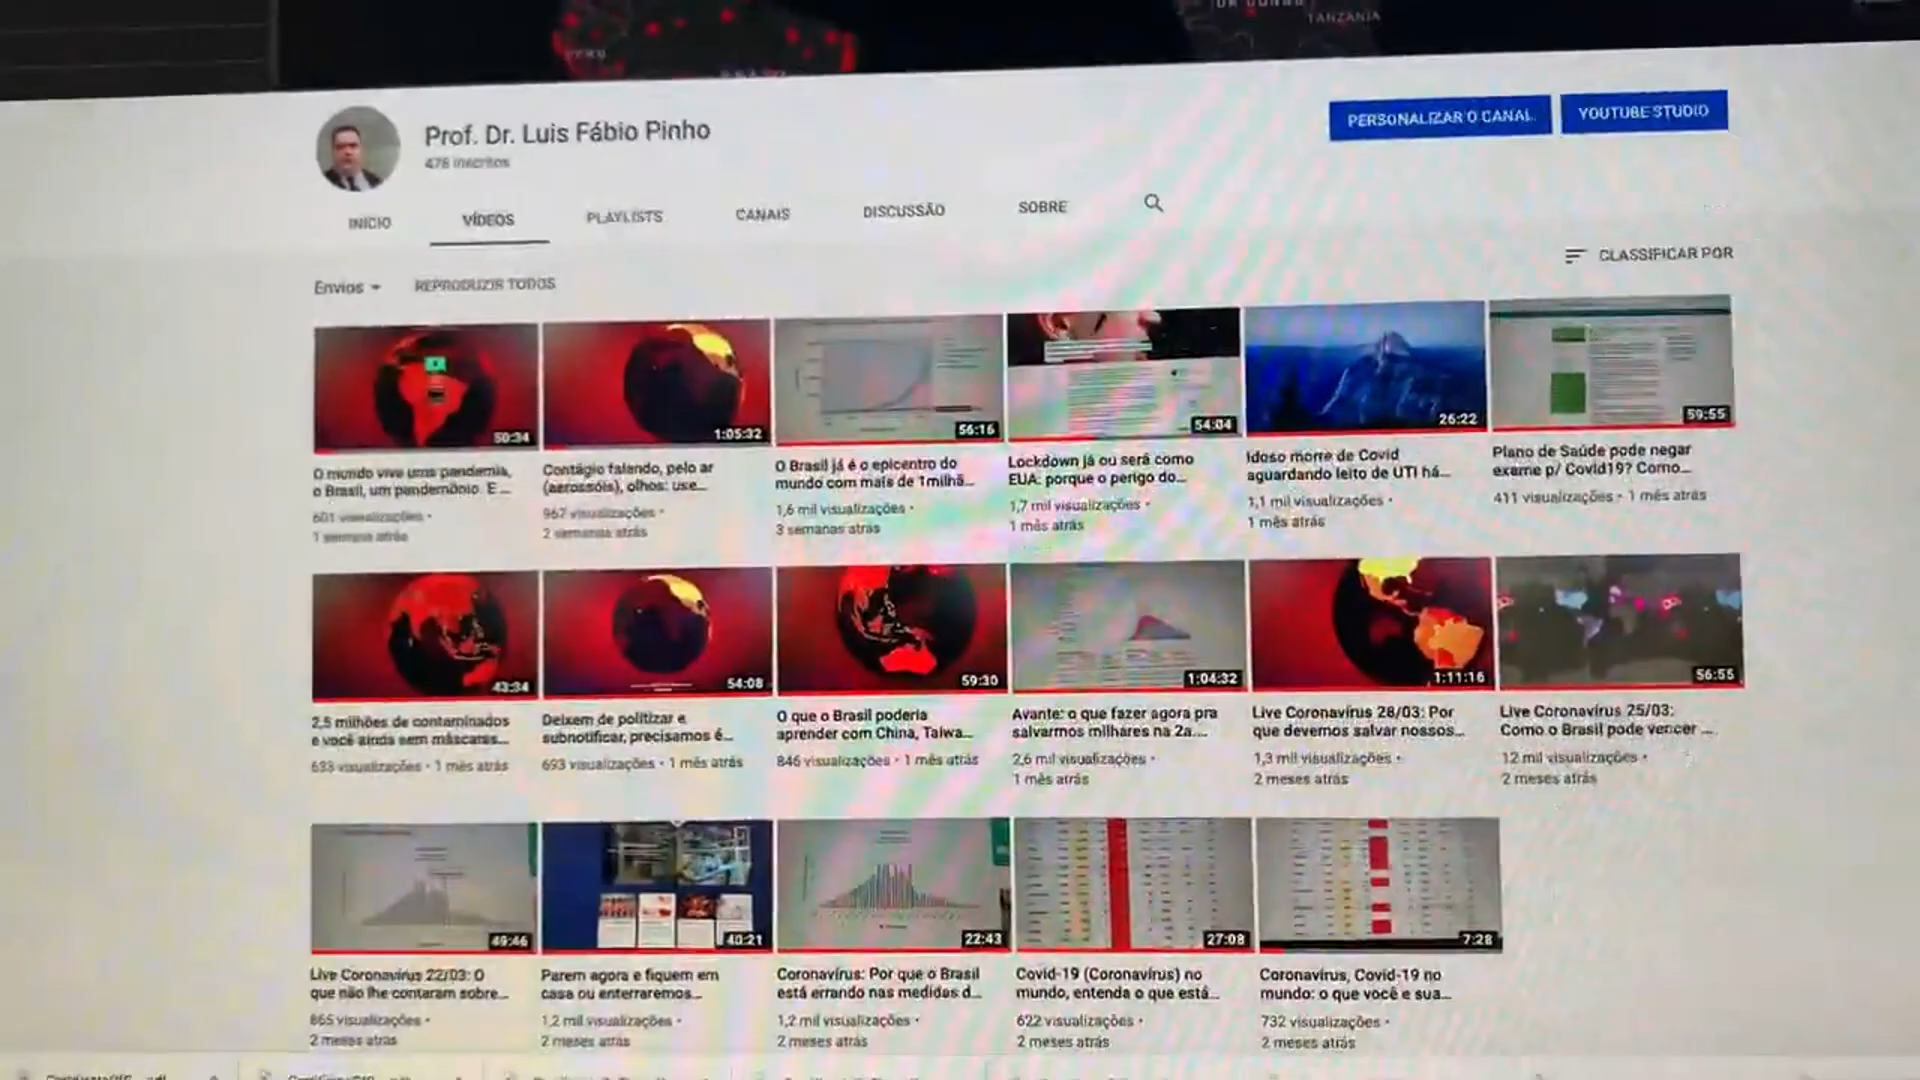 TANZANIA
Prof. Dr. Luis Fábio Pinho
478 inscritos
PERSONALIZAR O CANAL
YOUTUBE STUDIO
INÍCIO
VÍDEOS
PLAYLISTS
CANAIS
DISCUSSÃO
SOBRE
CLASSIFICAR POR
Envios
REPRODUZIR TODOS
50:34
1:05:32
56:16
54:04
26:22
59:55
O mundo vive uma pandemia,
o Brasil, um pandemônio. E ...
601 visualizações •
1 semana atrás
Contágio falando, pelo ar
(aerossóis), olhos: use...
967 visualizações •
2 semanas atrás
O Brasil já é o epicentro do
mundo com mais de 1milhã...
1,6 mil visualizações •
3 semanas atrás
Lockdown já ou será como
EUA: porque o perigo do...
1,7 mil visualizações •
1 mês atrás
Idoso morre de Covid
aguardando leito de UTI há...
1,1 mil visualizações •
1 mês atrás
Plano de Saúde pode negar
exame p/ Covid19? Como...
411 visualizações • 1 mês atrás
43:34
54:08
59:30
1:04:32
1:11:16
56:55
2,5 milhões de contaminados
e você ainda sem máscaras...
633 visualizações • 1 mês atrás
Deixem de politizar e
subnotificar, precisamos é...
693 visualizações • 1 mês atrás
O que o Brasil poderia
aprender com China, Taiwa...
846 visualizações • 1 mês atrás
Avante: o que fazer agora pra
salvarmos milhares na 2a....
2,6 mil visualizações •
1 mês atrás
Live Coronavírus 28/03: Por
que devemos salvar nossos...
1,3 mil visualizações •
2 meses atrás
Live Coronavírus 25/03:
Como o Brasil pode vencer ...
12 mil visualizações •
2 meses atrás
49:46
40:21
22:43
27:08
7:28
Live Coronavírus 22/03: O
que não lhe contaram sobre...
865 visualizações •
2 meses atrás
Parem agora e fiquem em
casa ou enterraremos...
1,2 mil visualizações •
2 meses atrás
Coronavírus: Por que o Brasil
está errando nas medidas d...
1,2 mil visualizações •
2 meses atrás
Covid-19 (Coronavírus) no
mundo, entenda o que está...
622 visualizações •
2 meses atrás
Coronavírus, Covid-19 no
mundo: o que você e sua...
732 visualizações •
2 meses atrás